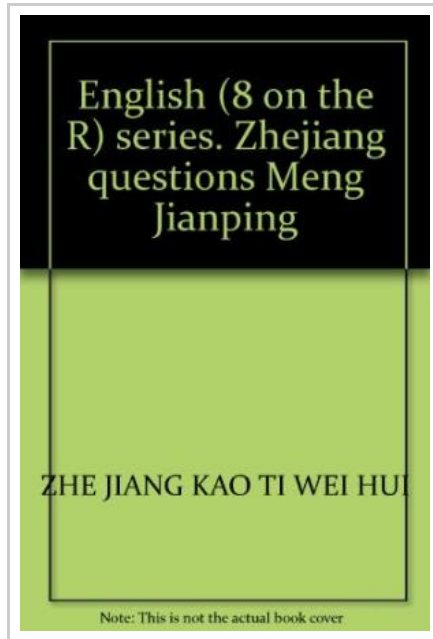 English (8 on the
R) series. Zhejiang
questions Meng
Jianping
ZHE JIANG KAO TI WEI HUI
Note: This is not the actual book cover